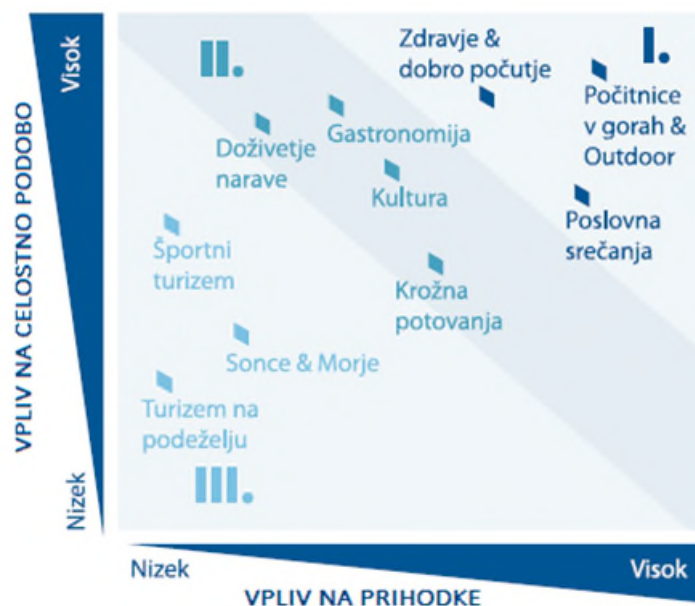 VPLIV NA CELOSTNO PODOBO
Visok
Nizek
II.
I.
Zdravje &
dobro počutje
Počitnice
v gorah &
Outdoor
Gastronomija
Doživetje
narave
Kultura
Poslovna
srečanja
Športni
turizem
Krožna
potovanja
Sonce & Morje
Turizem na
podeželju
III.
Nizek
Visok
VPLIV NA PRIHODKE